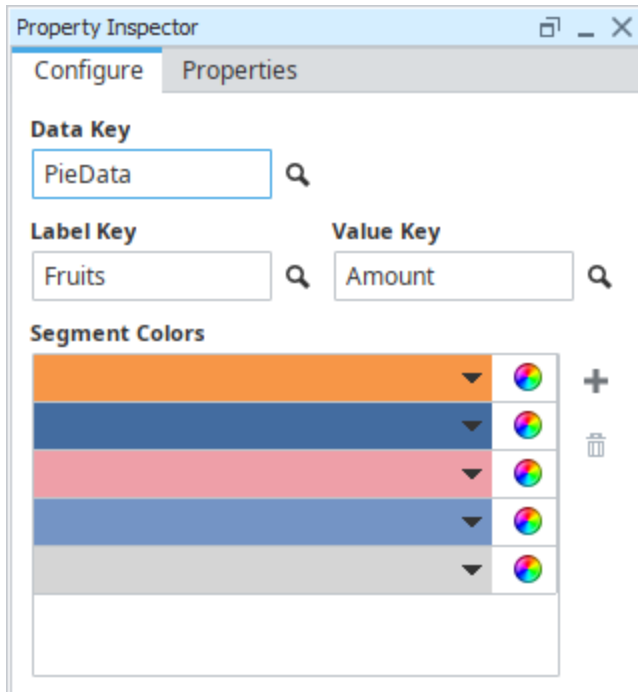 Property Inspector
Configure Properties
Data Key
PieData
Label Key Value Key
Fruits Amount
Segment Colors